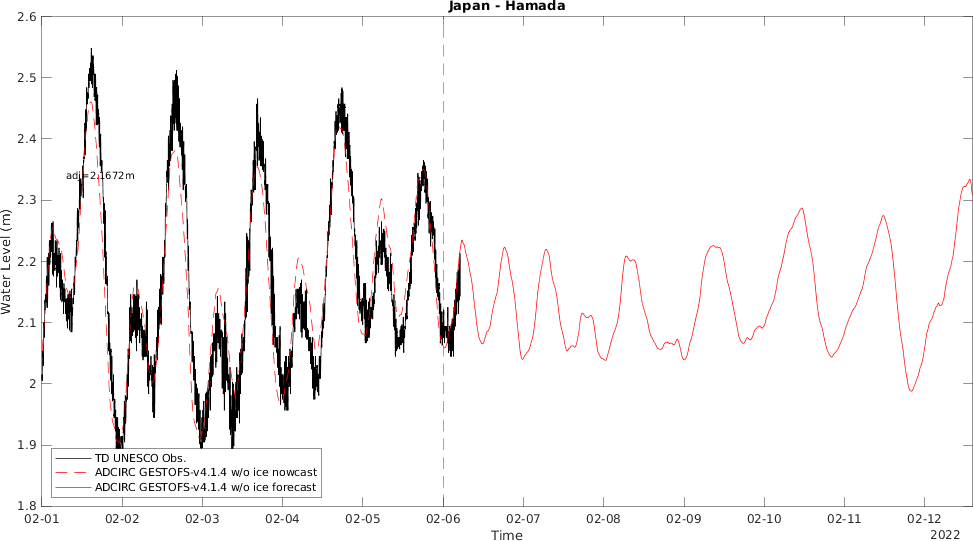 Japan - Hamada
2.6
2.5
2.4
2.3
2.2
2.1
2
1.9
1.8
Water Level (m)
adj=2.1672m
TD UNESCO Obs.
ADCIRC GESTOFS-v4.1.4 w/o ice nowcast
ADCIRC GESTOFS-v4.1.4 w/o ice forecast
02-01 02-02 02-03 02-04 02-05 02-06 02-07 02-08 02-09 02-10 02-11 02-12
Time
2022